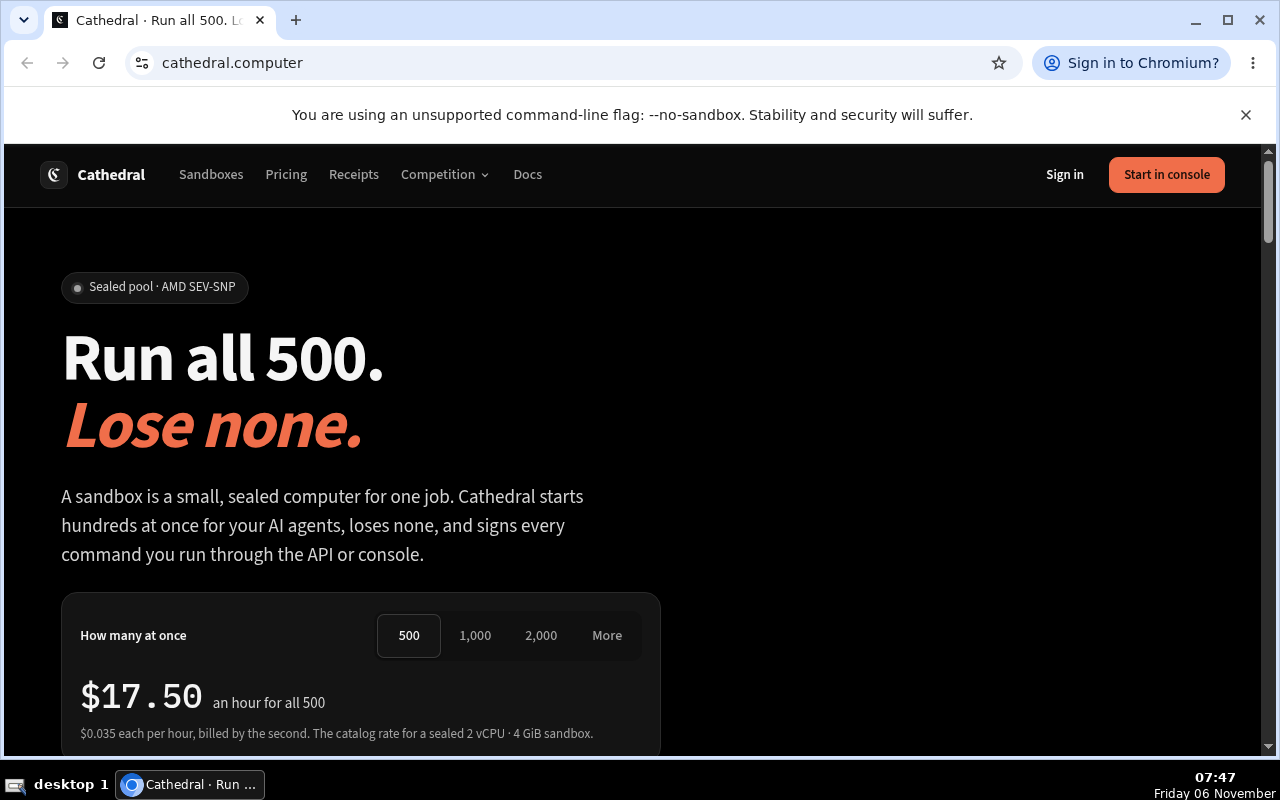 Cathedral · Run all 500. Lo
cathedral.computer
Sign in to Chromium?
You are using an unsupported command-line flag: --no-sandbox. Stability and security will suffer.
Cathedral
Sandboxes
Pricing
Receipts
Competition
Docs
Sign in
Start in console
Sealed pool · AMD SEV-SNP
Run all 500.
Lose none.
A sandbox is a small, sealed computer for one job. Cathedral starts
hundreds at once for your AI agents, loses none, and signs every
command you run through the API or console.
How many at once
500
1,000
2,000
More
$17.50 an hour for all 500
$0.035 each per hour, billed by the second. The catalog rate for a sealed 2 vCPU · 4 GiB sandbox.
desktop 1
Cathedral · Run ...
07:47
Friday 06 November